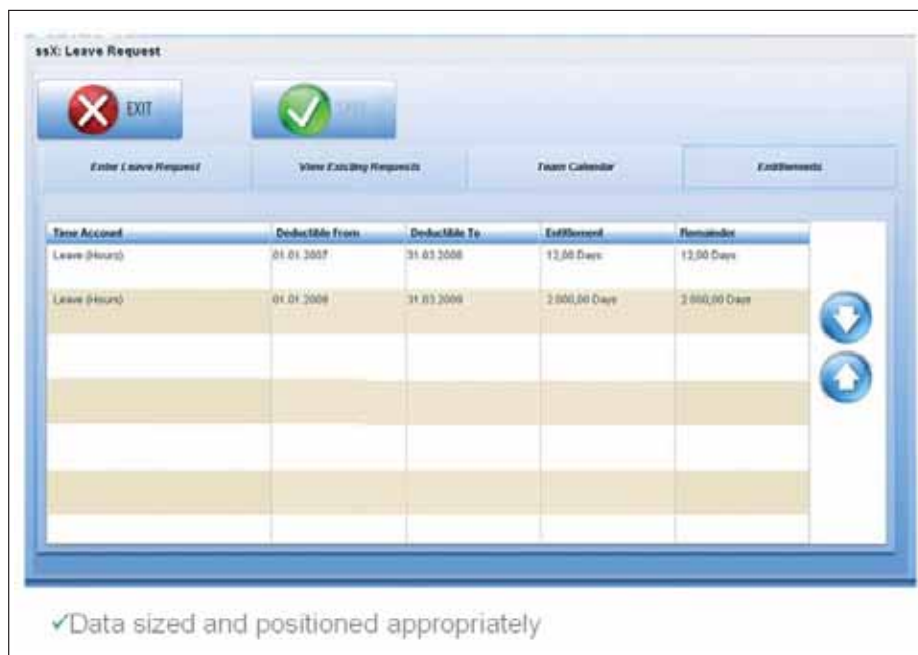 ssX: Leave Request
EXIT
Enter Leave Request View Existing Requests Team Calendar Entitlements
Time Account Deductible From Deductible To Entitlement Remainder
Leave (Hours) 01.01.2007 31.03.2008 12,00 Days 12,00 Days
Leave (Hours) 01.01.2008 31.03.2009 2.000,00 Days 2.000,00 Days
✓Data sized and positioned appropriately